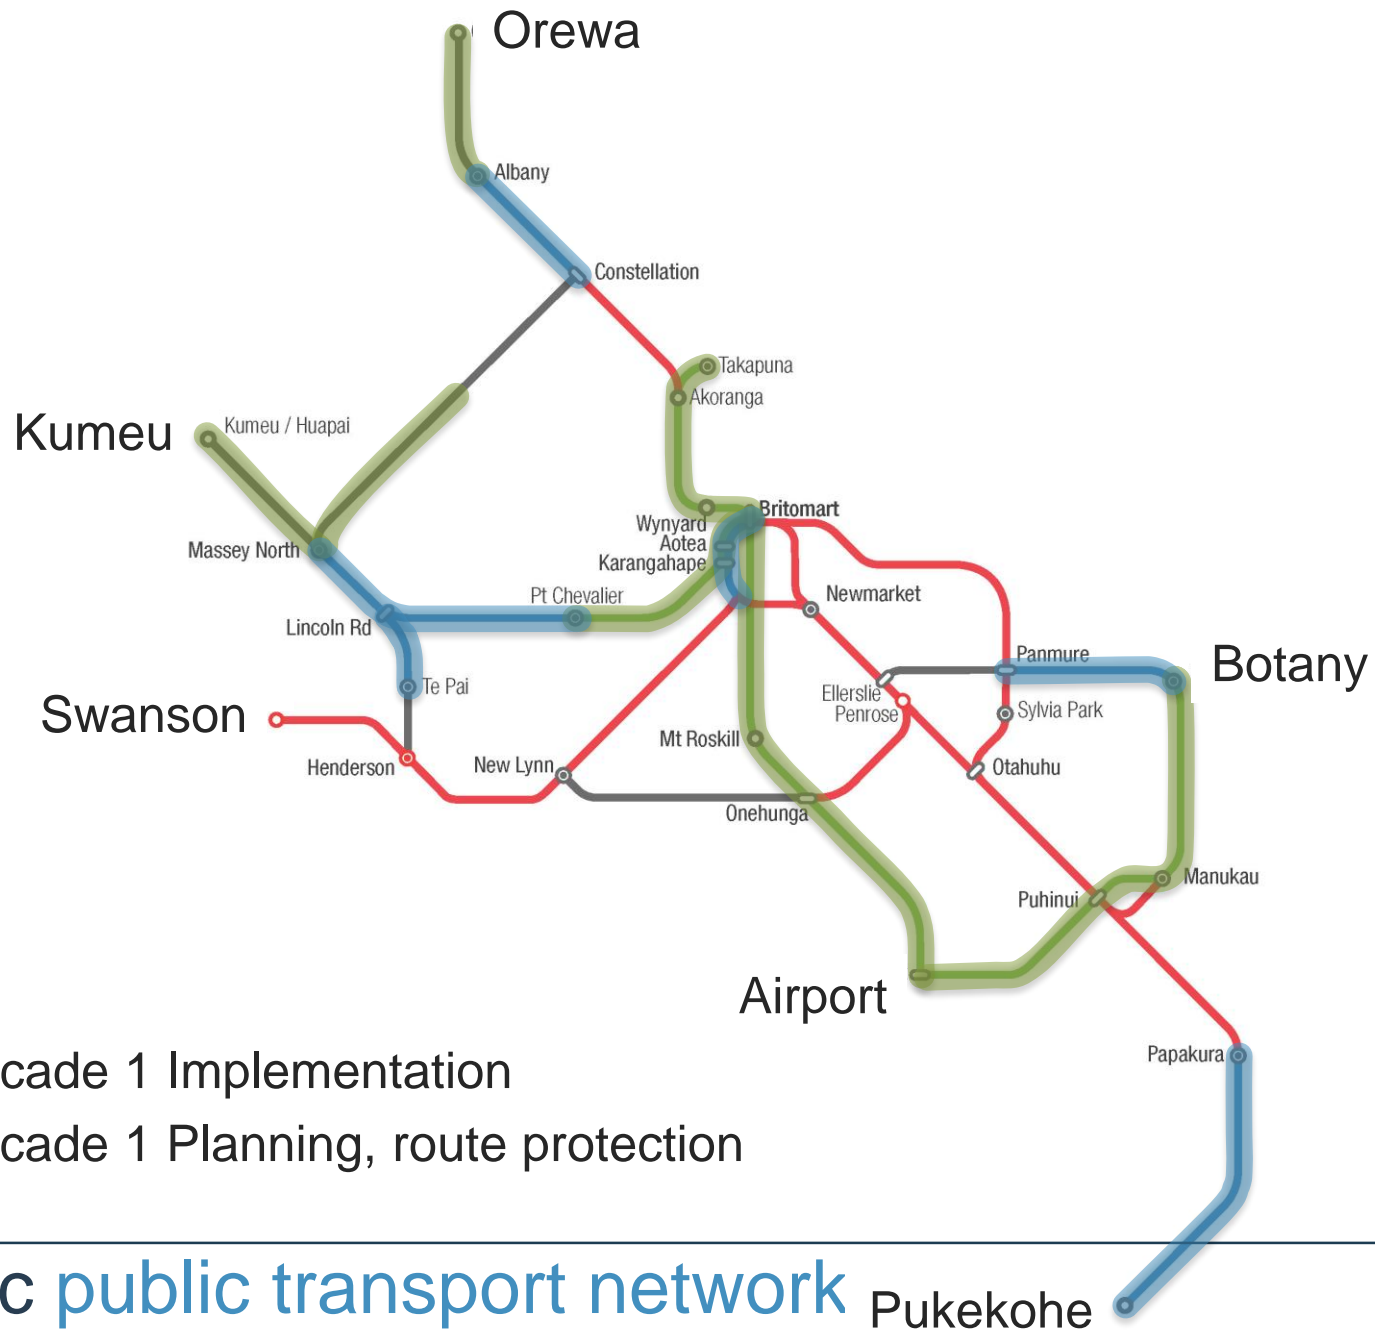 Orewa
Albany
Constellation
Takapuna
Akoranga
Kumeu
Kumeu / Huapai
Wynyard
Britomart
Aotea
Massey North
Karangahape
Pt Chevalier
Newmarket
Lincoln Rd
Panmure
Botany
Te Pai
Ellerslie
Penrose
Sylvia Park
Swanson
Mt Roskill
Henderson
New Lynn
Otahuhu
Onehunga
Manukau
Puhinui
Airport
Papakura
cade 1 Implementation
cade 1 Planning, route protection
c public transport network
Pukekohe